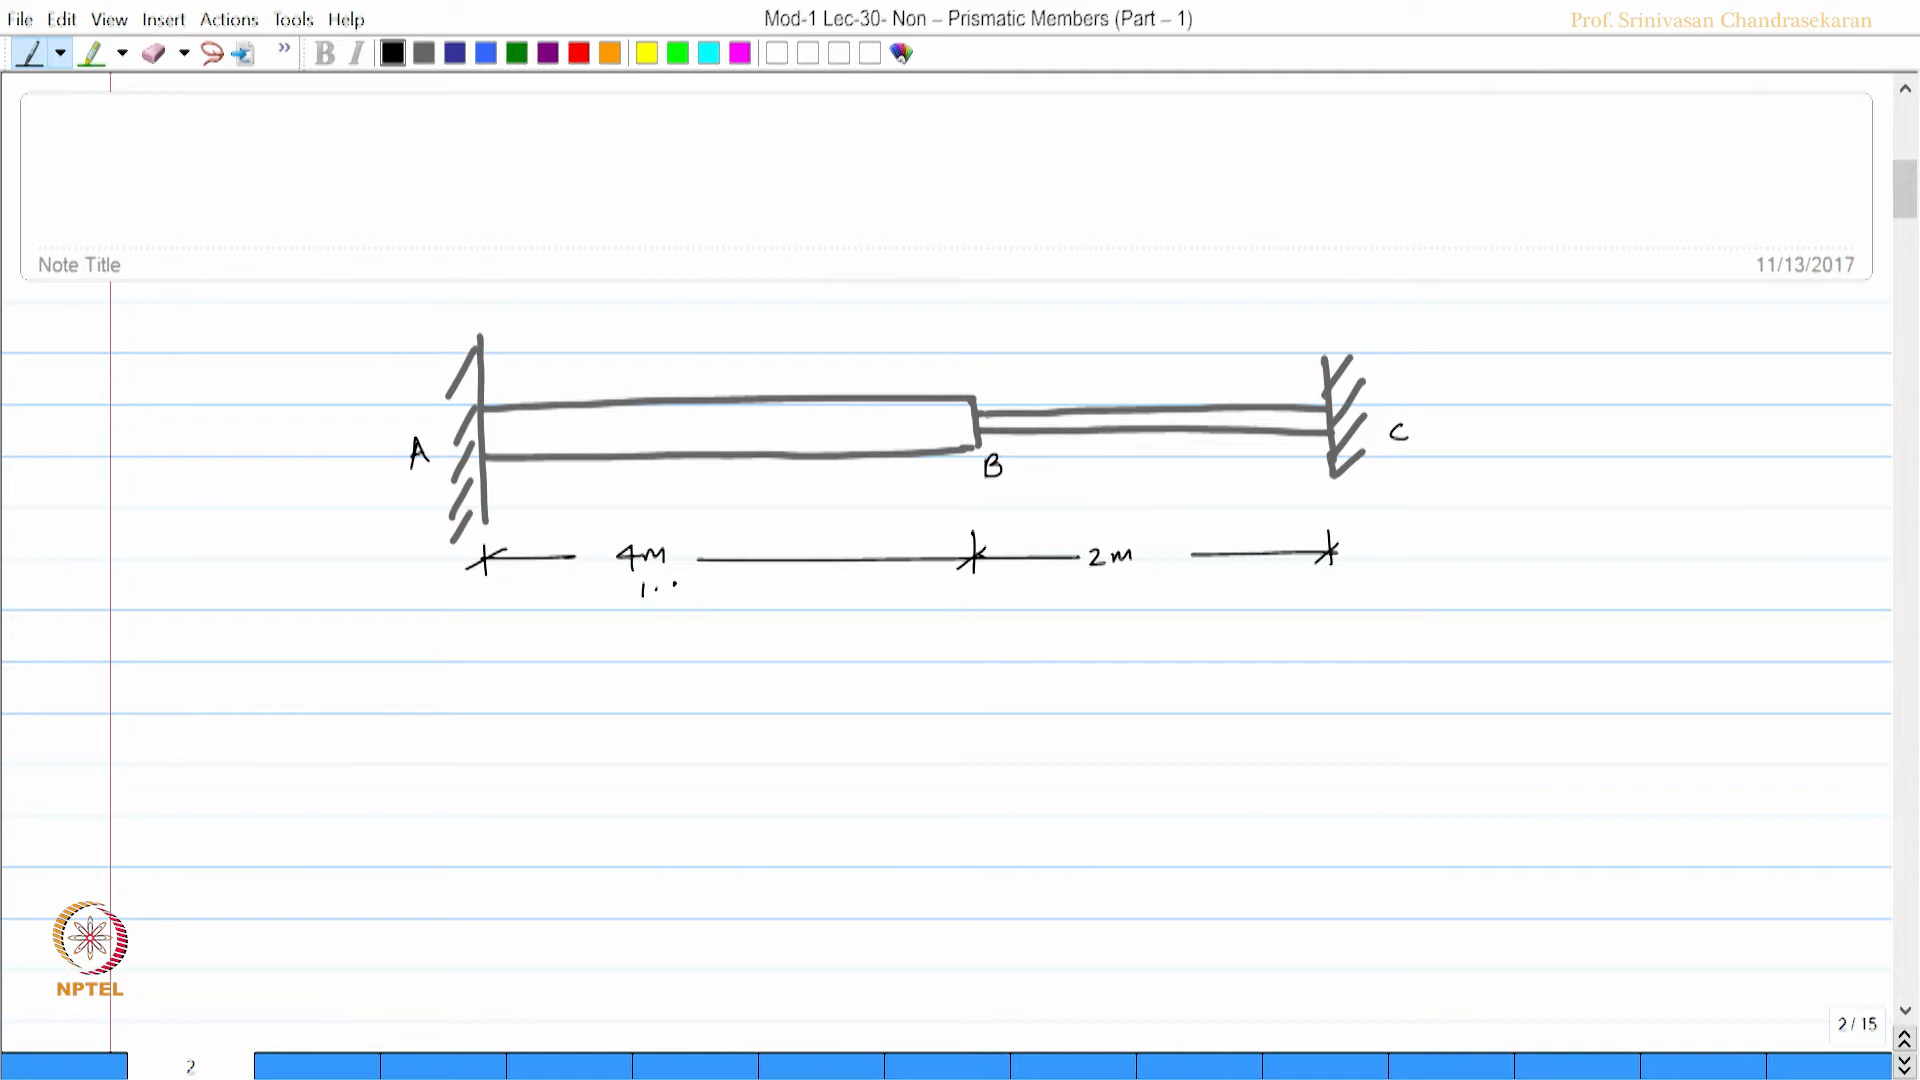 File Edit View Insert Actions Tools Help
Mod-1 Lec-30- Non – Prismatic Members (Part – 1)
Prof. Srinivasan Chandrasekaran
B I
Note Title
11/13/2017
A
B
C
4m
2m
NPTEL
2 / 15
2